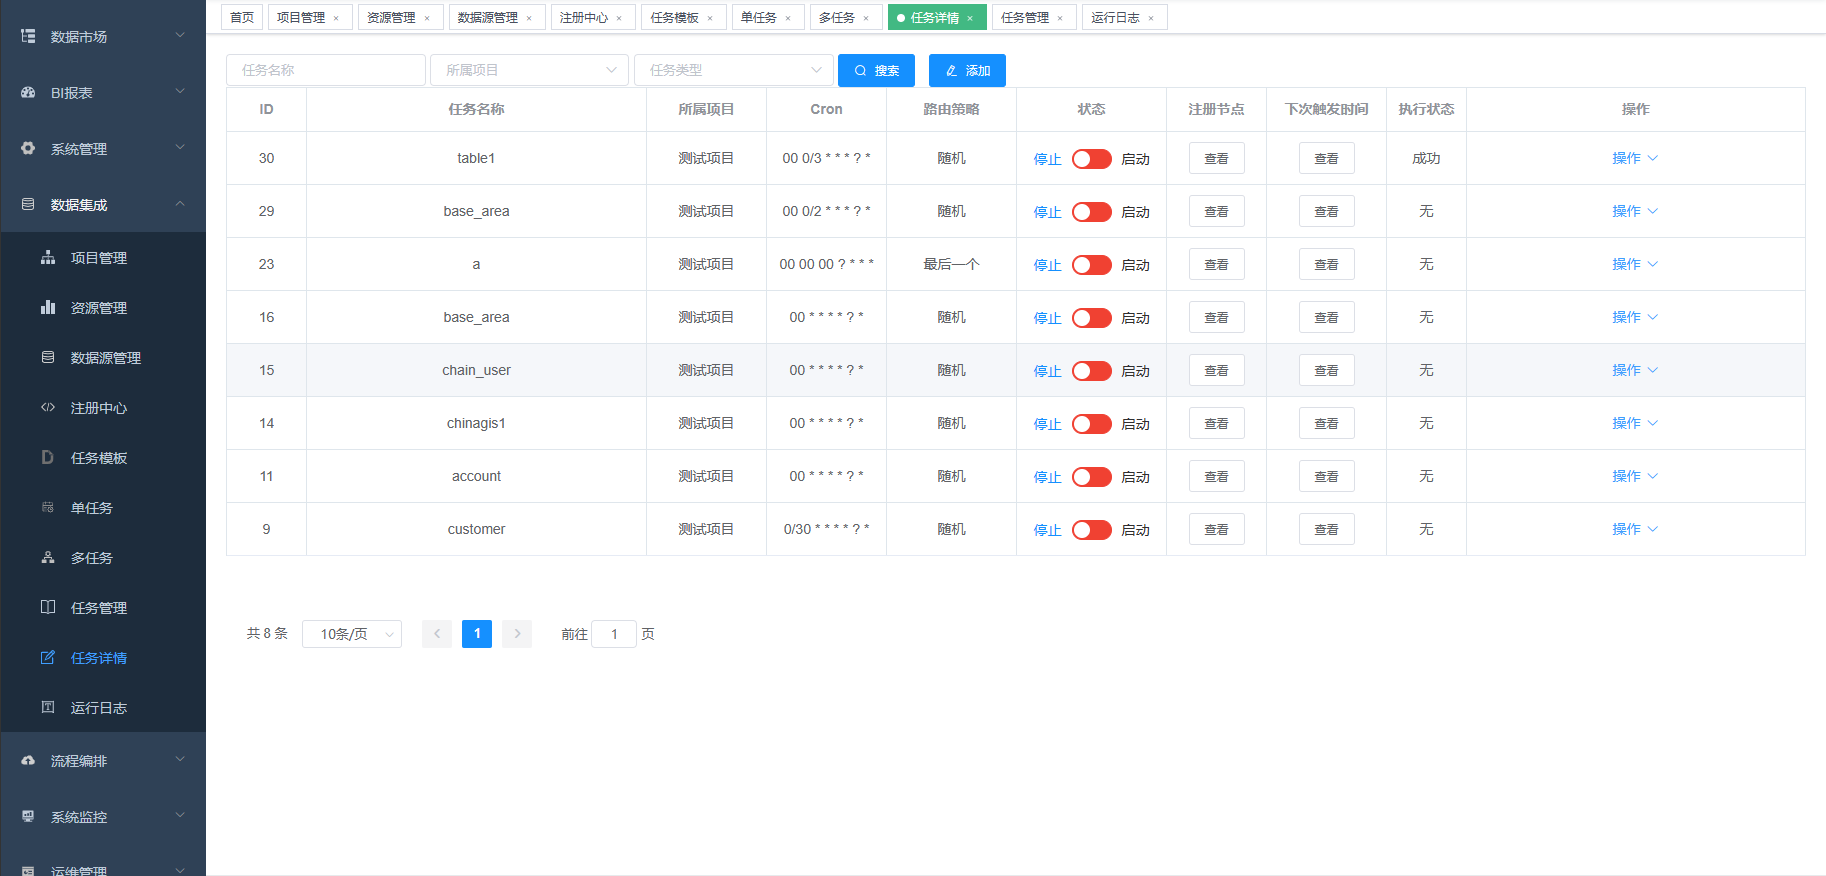 数据市场
BI报表
系统管理
数据集成
项目管理
资源管理
数据源管理
注册中心
任务模板
单任务
多任务
任务管理
任务详情
运行日志
流程编排
系统监控
运维管理
首页 项目管理 × 资源管理 × 数据源管理 × 注册中心 × 任务模板 × 单任务 × 多任务 × 任务详情 × 任务管理 × 运行日志 ×
任务名称 所属项目 任务类型 搜索 添加
ID 任务名称 所属项目 Cron 路由策略 状态 注册节点 下次触发时间 执行状态 操作
30 table1 测试项目 00 0/3 * * * ? * 随机 停止 启动 查看 查看 成功 操作
29 base_area 测试项目 00 0/2 * * * ? * 随机 停止 启动 查看 查看 无 操作
23 a 测试项目 00 00 00 ? * * * 最后一个 停止 启动 查看 查看 无 操作
16 base_area 测试项目 00 * * * * ? * 随机 停止 启动 查看 查看 无 操作
15 chain_user 测试项目 00 * * * * ? * 随机 停止 启动 查看 查看 无 操作
14 chinagis1 测试项目 00 * * * * ? * 随机 停止 启动 查看 查看 无 操作
11 account 测试项目 00 * * * * ? * 随机 停止 启动 查看 查看 无 操作
9 customer 测试项目 0/30 * * * * ? * 随机 停止 启动 查看 查看 无 操作
共 8 条 10条/页 1 前往 1 页